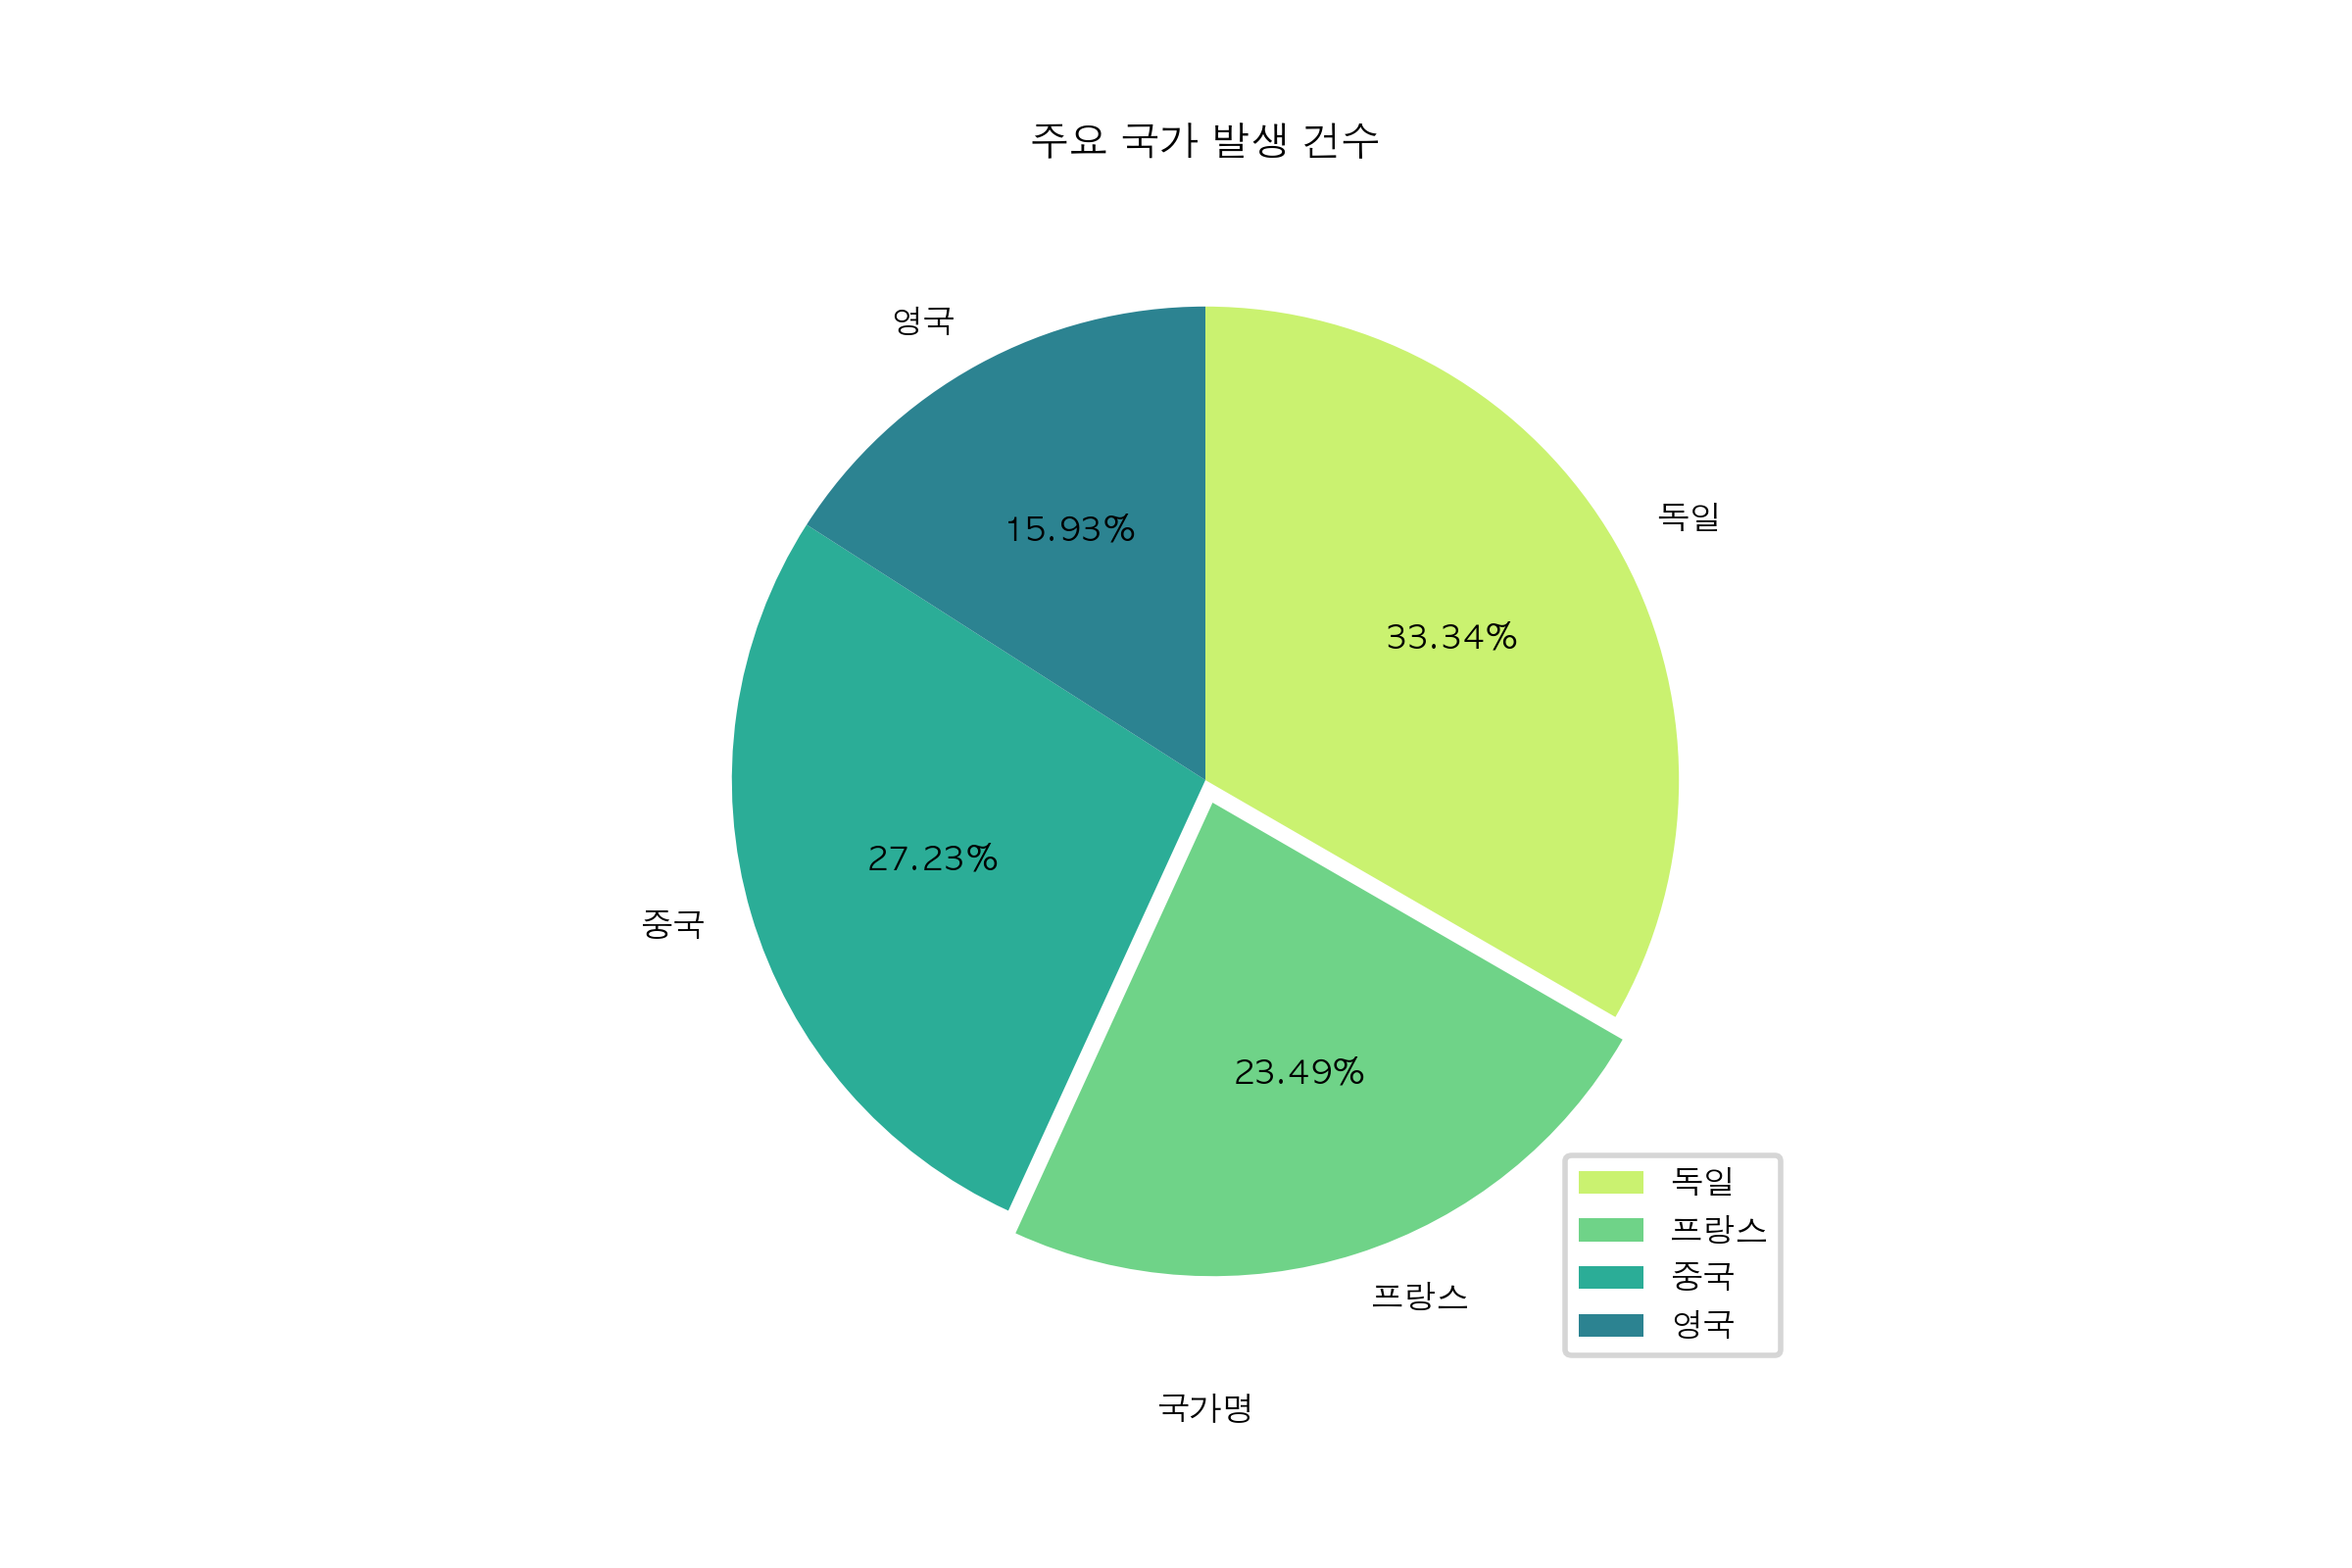 주요 국가 발생 건수
영국
독일
15.93%
33.34%
27.23%
중국
23.49%
프랑스
독일
프랑스
중국
영국
국가명